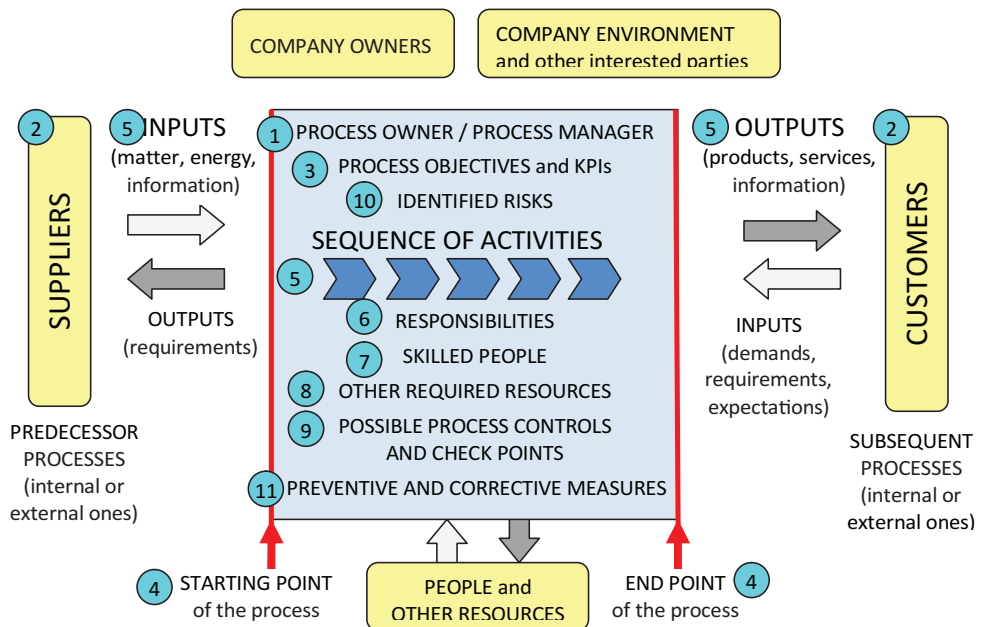 COMPANY OWNERS
COMPANY ENVIRONMENT
and other interested parties
2
SUPPLIERS
PREDECESSOR
PROCESSES
(internal or
external ones)
5 INPUTS
(matter, energy,
information)
OUTPUTS
(requirements)
1 PROCESS OWNER / PROCESS MANAGER
3 PROCESS OBJECTIVES and KPIs
10 IDENTIFIED RISKS
SEQUENCE OF ACTIVITIES
5
6 RESPONSIBILITIES
7 SKILLED PEOPLE
8 OTHER REQUIRED RESOURCES
9 POSSIBLE PROCESS CONTROLS
AND CHECK POINTS
11 PREVENTIVE AND CORRECTIVE MEASURES
5 OUTPUTS
(products, services,
information)
INPUTS
(demands,
requirements,
expectations)
2
CUSTOMERS
SUBSEQUENT
PROCESSES
(internal or
external ones)
4 STARTING POINT
of the process
PEOPLE and
OTHER RESOURCES
END POINT 4
of the process